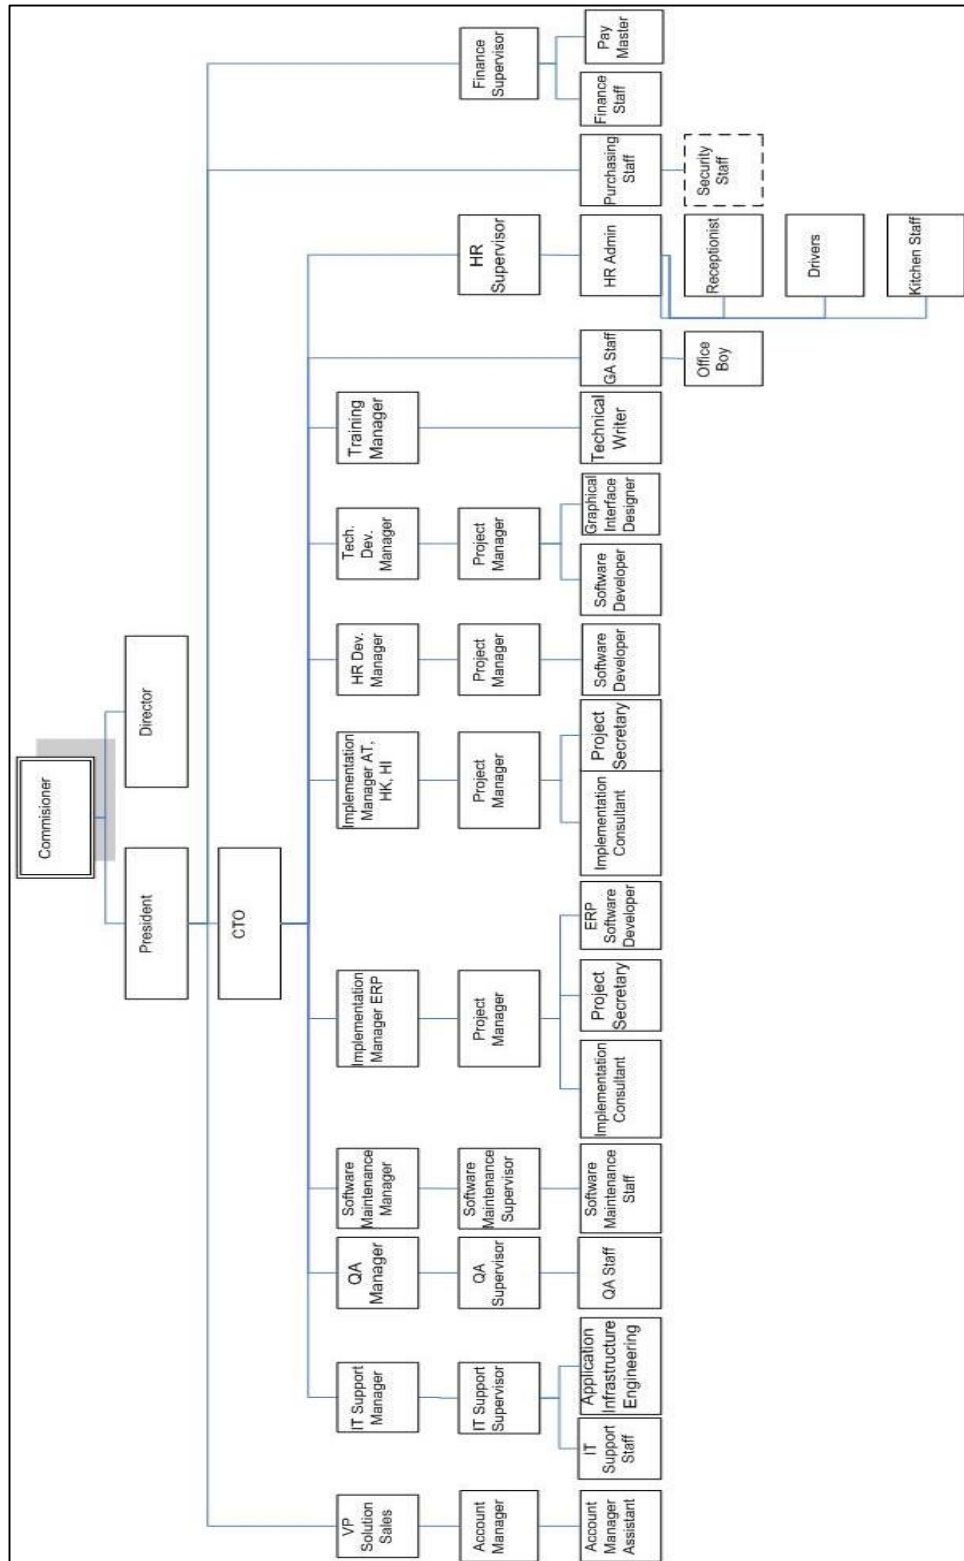 Commisioner
President
Director
CTO
VP
Solution
Sales
IT Support
Manager
QA
Manager
Software
Maintenance
Manager
Implementation
Manager ERP
Implementation
Manager AT,
HK, HI
HR Dev.
Manager
Tech.
Dev.
Manager
Training
Manager
Account
Manager
IT Support
Supervisor
QA
Supervisor
Software
Maintenance
Supervisor
Project
Manager
Project
Manager
Project
Manager
Project
Manager
HR
Supervisor
Finance
Supervisor
Account
Manager
Assistant
IT
Support
Staff
Application
Infrastructure
Engineering
QA Staff
Software
Maintenance
Staff
Implementation
Consultant
Project
Secretary
ERP
Software
Developer
Implementation
Consultant
Project
Secretary
Software
Developer
Software
Developer
Graphical
Interface
Designer
Technical
Writer
GA Staff
HR Admin
Purchasing
Staff
Finance
Staff
Pay
Master
Office
Boy
Receptionist
Security
Staff
Drivers
Kitchen Staff